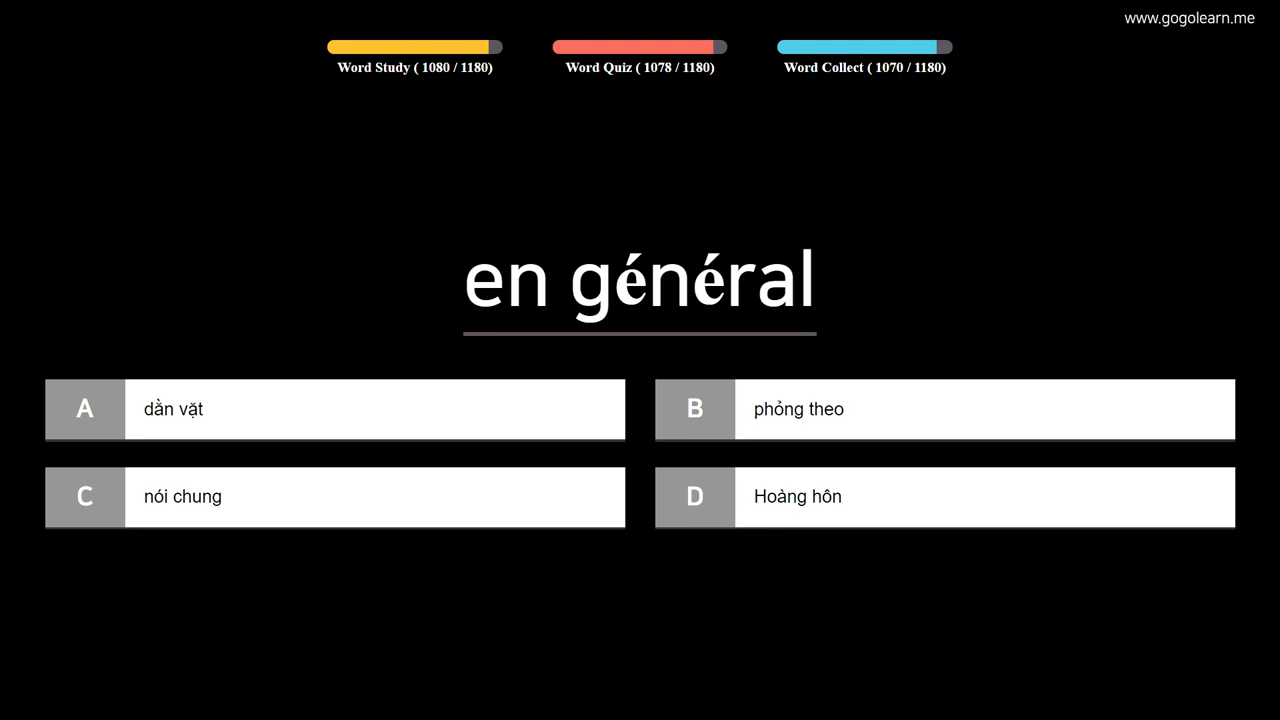 www.gogolearn.me
Word Study ( 1080 / 1180)
Word Quiz ( 1078 / 1180)
Word Collect ( 1070 / 1180)
en général
A dằn vặt
B phỏng theo
C nói chung
D Hoàng hôn